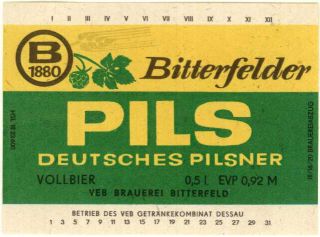 I II III IV V VI VII VIII IX X XI XII
B
1880
Bitterfelder
PILS
DEUTSCHES PILSNER
VOLLBIER 0,5 l EVP 0,92 M
VEB BRAUEREI BITTERFELD
BETRIEB DES VEB GETRÄNKEKOMBINAT DESSAU
1 3 5 7 9 11 13 15 17 19 21 23 25 27 29 31
BRAUEREIABZUG